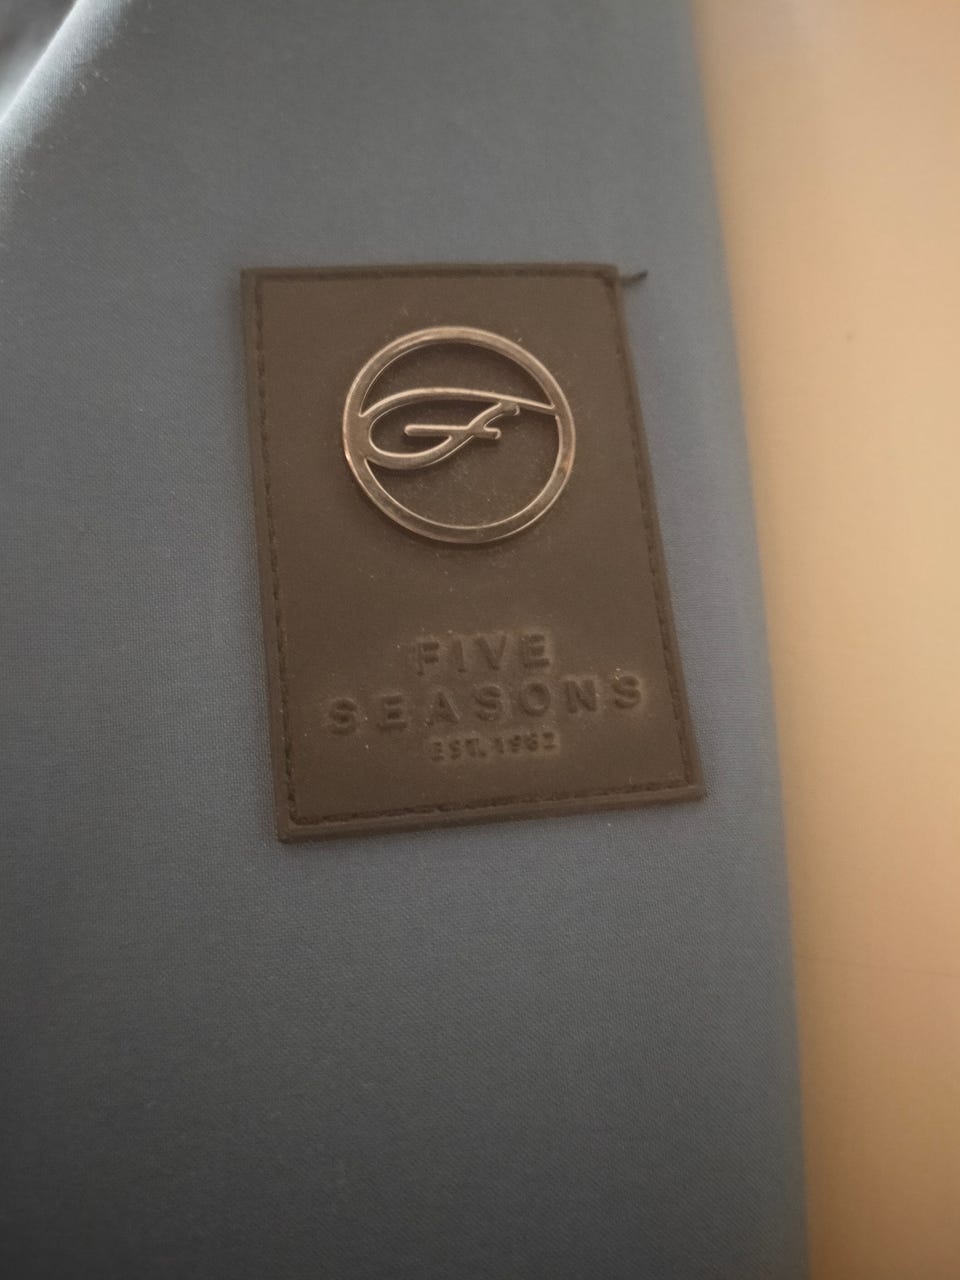 F
FIVE
SEASONS
EST. 1982